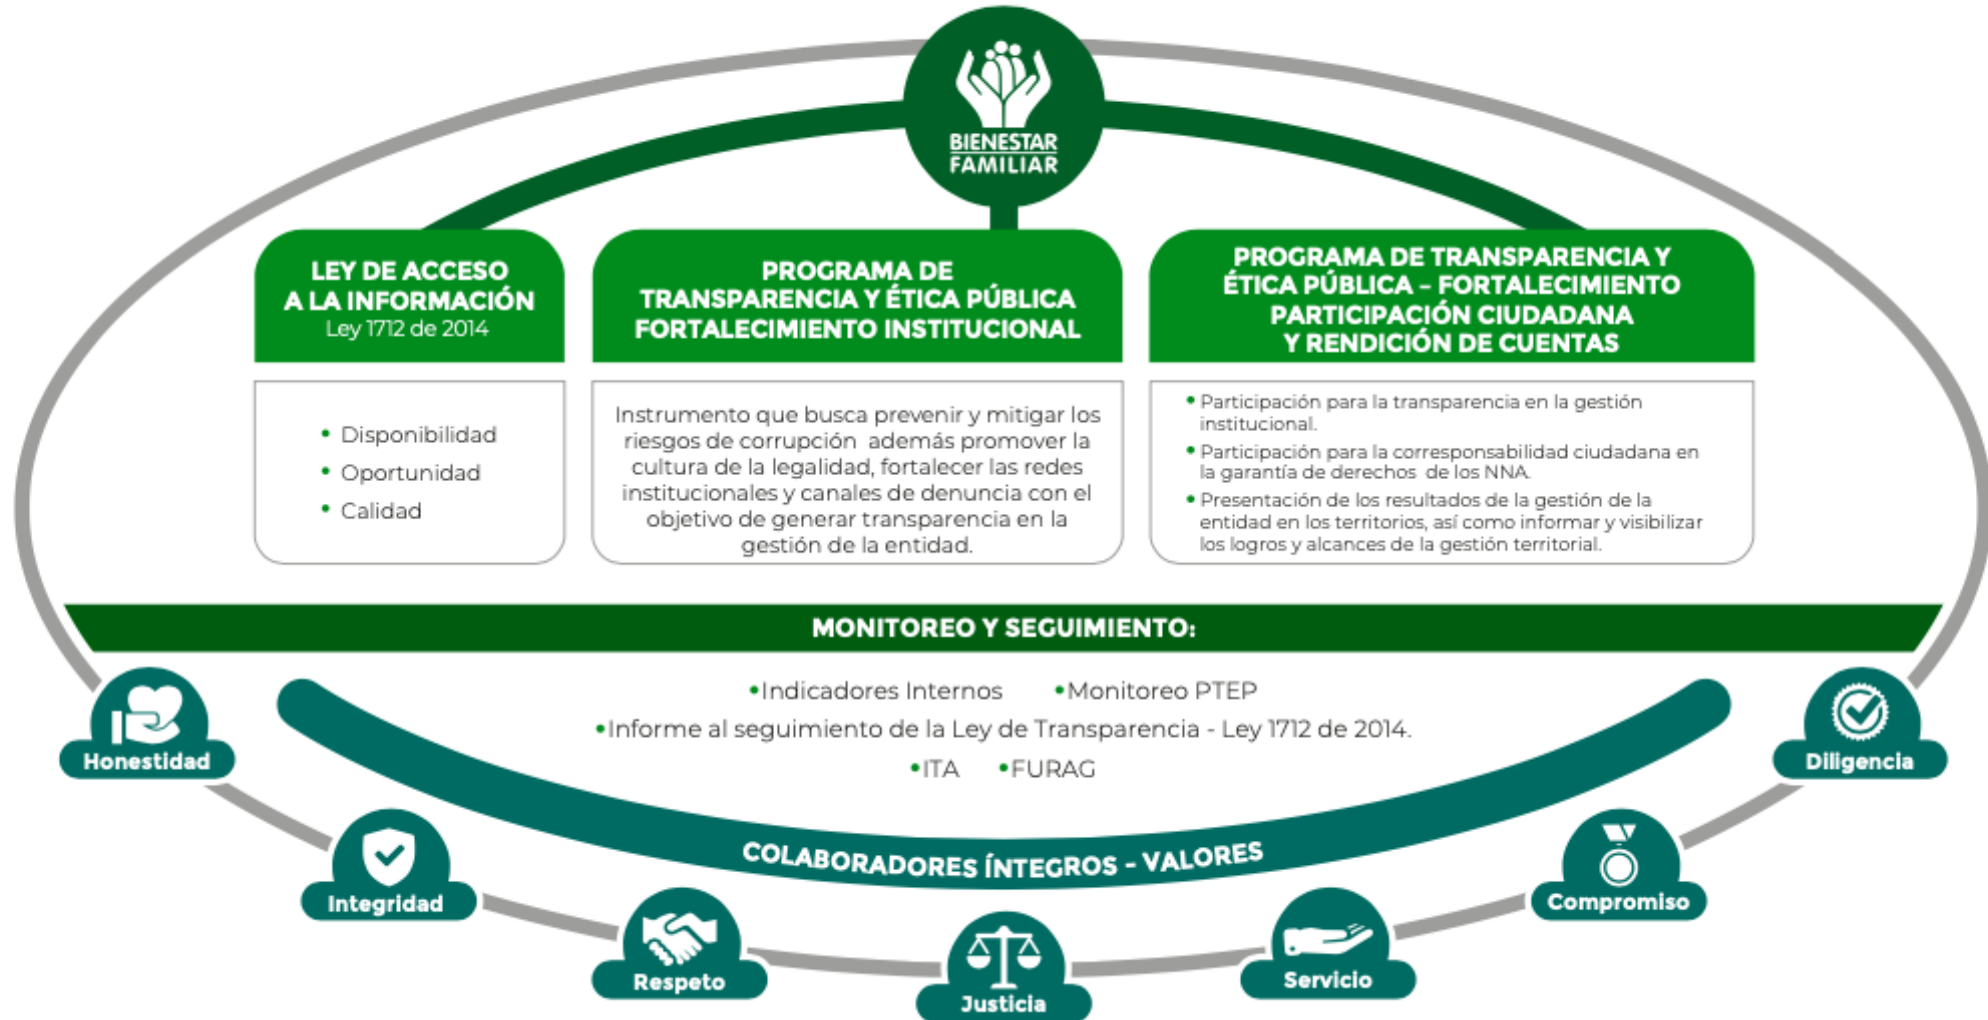 BIENESTAR
FAMILIAR
LEY DE ACCESO
A LA INFORMACIÓN
Ley 1712 de 2014
• Disponibilidad
• Oportunidad
• Calidad
PROGRAMA DE
TRANSPARENCIA Y ÉTICA PÚBLICA
FORTALECIMIENTO INSTITUCIONAL
Instrumento que busca prevenir y mitigar los
riesgos de corrupción además promover la
cultura de la legalidad, fortalecer las redes
institucionales y canales de denuncia con el
objetivo de generar transparencia en la
gestión de la entidad.
PROGRAMA DE TRANSPARENCIA Y
ÉTICA PÚBLICA – FORTALECIMIENTO
PARTICIPACIÓN CIUDADANA
Y RENDICIÓN DE CUENTAS
• Participación para la transparencia en la gestión
institucional.
• Participación para la corresponsabilidad ciudadana en
la garantía de derechos de los NNA.
• Presentación de los resultados de la gestión de la
entidad en los territorios, así como informar y visibilizar
los logros y alcances de la gestión territorial.
MONITOREO Y SEGUIMIENTO:
•Indicadores Internos •Monitoreo PTEP
•Informe al seguimiento de la Ley de Transparencia - Ley 1712 de 2014.
•ITA •FURAG
COLABORADORES ÍNTEGROS - VALORES
Honestidad
Integridad
Respeto
Justicia
Servicio
Compromiso
Diligencia